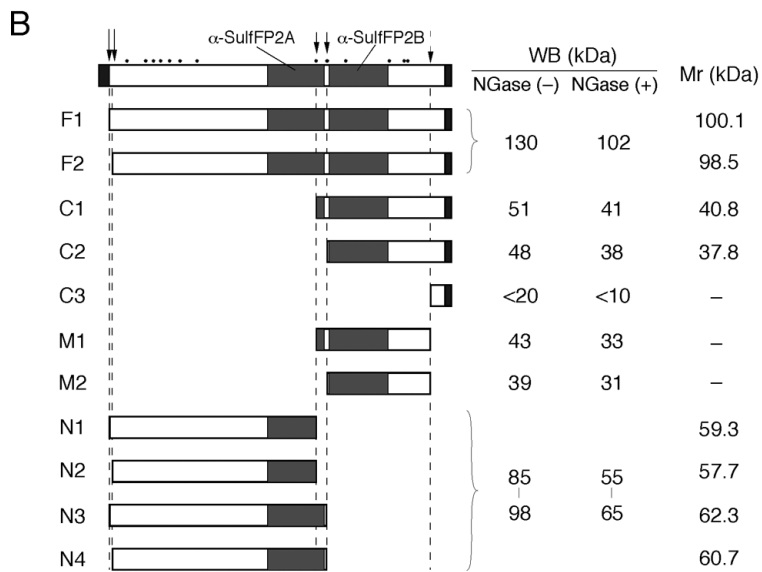 B
α-SulfFP2A α-SulfFP2B
WB (kDa)
NGase (–) NGase (+) Mr (kDa)
F1 100.1
130 102
F2 98.5
C1 51 41 40.8
C2 48 38 37.8
C3 <20 <10 –
M1 43 33 –
M2 39 31 –
N1 59.3
N2 57.7
85 55
N3 62.3
98 65
N4 60.7